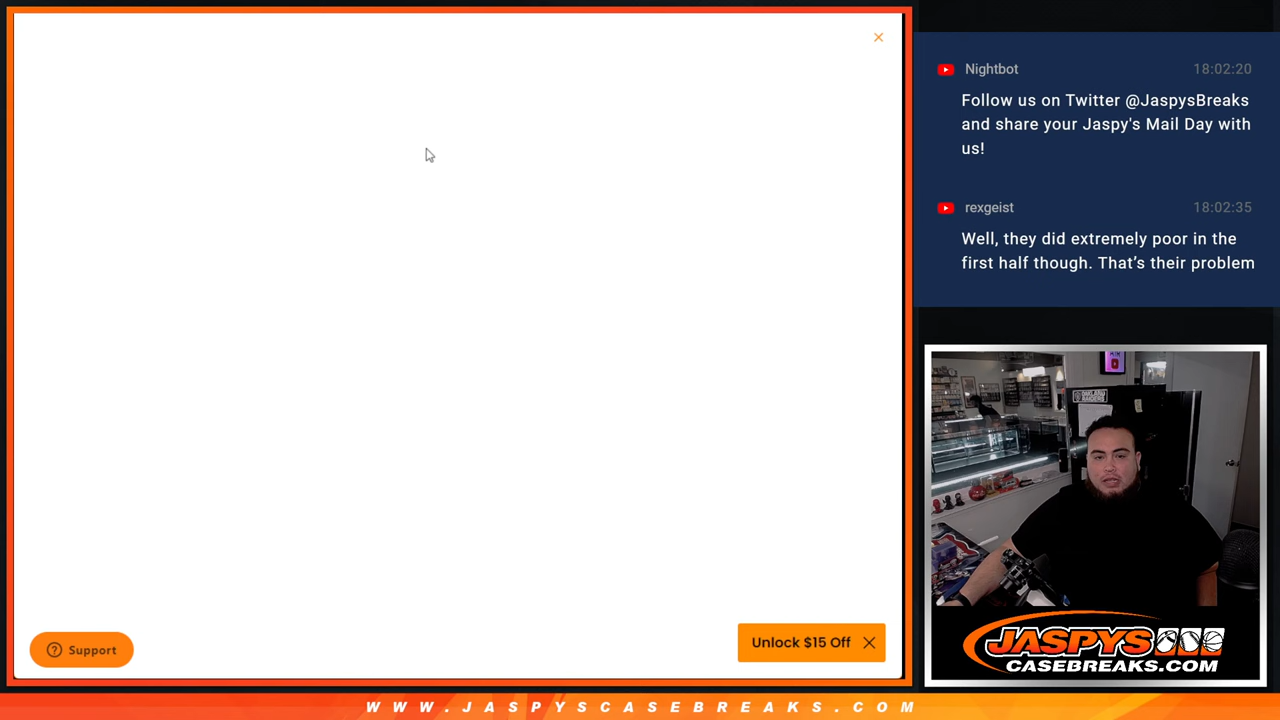 Nightbot 18:02:20
Follow us on Twitter @JaspysBreaks
and share your Jaspy's Mail Day with
us!
rexgeist 18:02:35
Well, they did extremely poor in the
first half though. That’s their problem
OAKLAND
RAIDERS
Support
Unlock $15 Off
JASPYS
CASEBREAKS.COM
WWW.JASPYSCASEBREAKS.COM